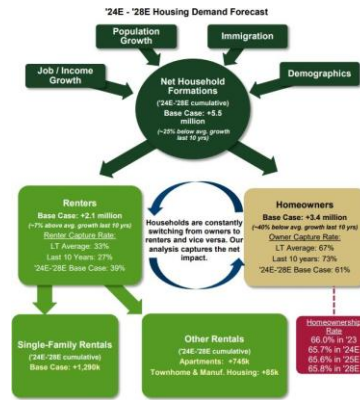 '24E - '28E Housing Demand Forecast
Population
Growth
Immigration
Job / Income
Growth
Demographics
Net Household
Formations
('24E-'28E cumulative)
Base Case: +5.5
million
(~25% below avg. growth
last 10 yrs)
Renters
Base Case: +2.1 million
(~7% above avg. growth last 10 yrs)
Renter Capture Rate:
LT Average: 33%
Last 10 Years: 27%
'24E-'28E Base Case: 39%
Households are constantly
switching from owners to
renters and vice versa. Our
analysis captures the net
impact.
Homeowners
Base Case: +3.4 million
(~40% below avg. growth last 10 yrs)
Owner Capture Rate:
LT Average: 67%
Last 10 years: 73%
'24E-'28E Base Case: 61%
Single-Family Rentals
('24E-'28E cumulative)
Base Case: +1,290k
Other Rentals
('24E-'28E cumulative)
Apartments: +745k
Townhome & Manuf. Housing: +85k
Homeownership
Rate
66.0% in '23
65.7% in '24E
65.6% in '25E
65.8% in '28E